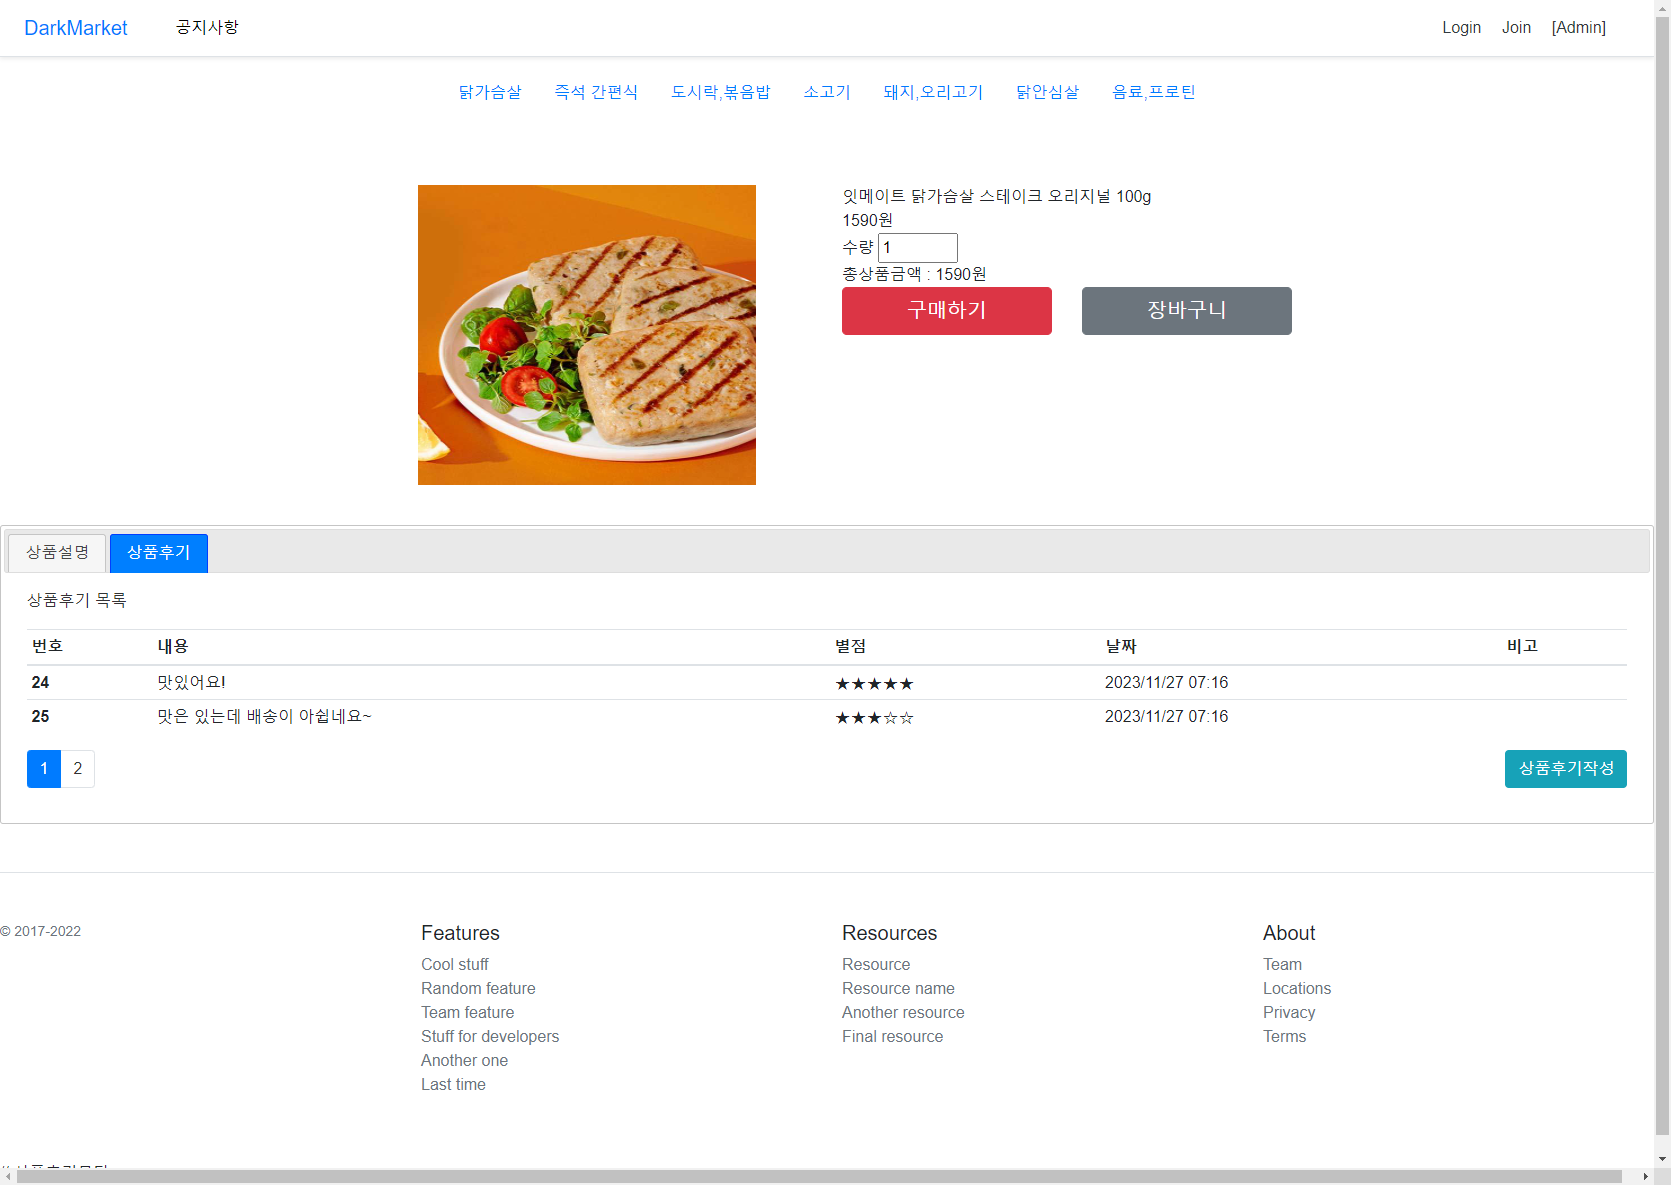 DarkMarket 공지사항 Login Join [Admin]
닭가슴살 즉석 간편식 도시락,볶음밥 소고기 돼지,오리고기 닭안심살 음료,프로틴
잇메이트 닭가슴살 스테이크 오리지널 100g
1590원
수량 1
총상품금액 : 1590원
구매하기 장바구니
상품설명 상품후기
상품후기 목록
번호 내용 별점 날짜 비고
24 맛있어요! ★★★★★ 2023/11/27 07:16
25 맛은 있는데 배송이 아쉽네요~ ★★★☆☆ 2023/11/27 07:16
1 2 상품후기작성
© 2017-2022
Features
Cool stuff
Random feature
Team feature
Stuff for developers
Another one
Last time
Resources
Resource
Resource name
Another resource
Final resource
About
Team
Locations
Privacy
Terms